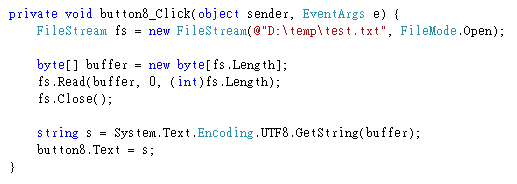 private void button8_Click(object sender, EventArgs e) {
    FileStream fs = new FileStream(@"D:\temp\test.txt", FileMode.Open);

    byte[] buffer = new byte[fs.Length];
    fs.Read(buffer, 0, (int)fs.Length);
    fs.Close();

    string s = System.Text.Encoding.UTF8.GetString(buffer);
    button8.Text = s;
}